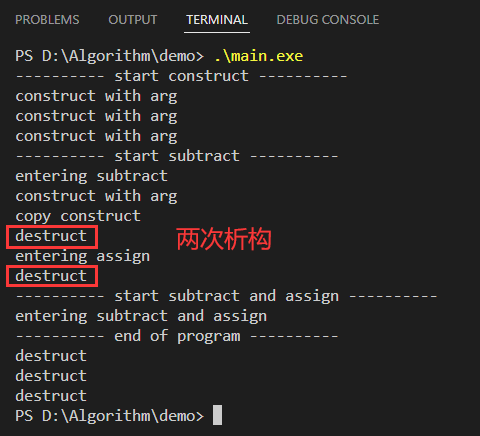 PROBLEMS OUTPUT TERMINAL DEBUG CONSOLE
PS D:\Algorithm\demo> .\main.exe
---------- start construct ----------
construct with arg
construct with arg
construct with arg
---------- start subtract ----------
entering subtract
construct with arg
copy construct
destruct 两次析构
entering assign
destruct
---------- start subtract and assign ----------
entering subtract and assign
---------- end of program ----------
destruct
destruct
destruct
PS D:\Algorithm\demo>